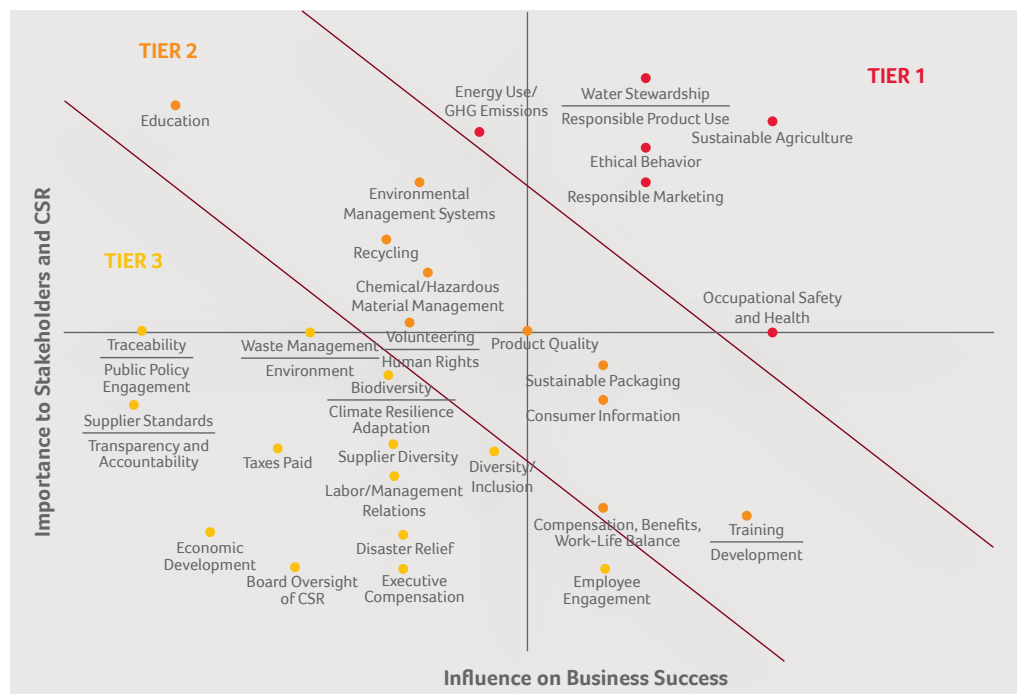 TIER 2
TIER 1
Energy Use/
GHG Emissions
Water Stewardship
Responsible Product Use
Education
Sustainable Agriculture
Ethical Behavior
Responsible Marketing
Environmental
Management Systems
Recycling
TIER 3
Chemical/Hazardous
Material Management
Occupational Safety
and Health
Volunteering
Human Rights
Product Quality
Traceability
Public Policy
Engagement
Waste Management
Environment
Sustainable Packaging
Biodiversity
Climate Resilience
Adaptation
Consumer Information
Supplier Standards
Transparency and
Accountability
Taxes Paid
Supplier Diversity
Diversity/
Inclusion
Labor/Management
Relations
Compensation, Benefits,
Work-Life Balance
Training
Development
Economic
Development
Disaster Relief
Board Oversight
of CSR
Executive
Compensation
Employee
Engagement
Importance to Stakeholders and CSR
Influence on Business Success